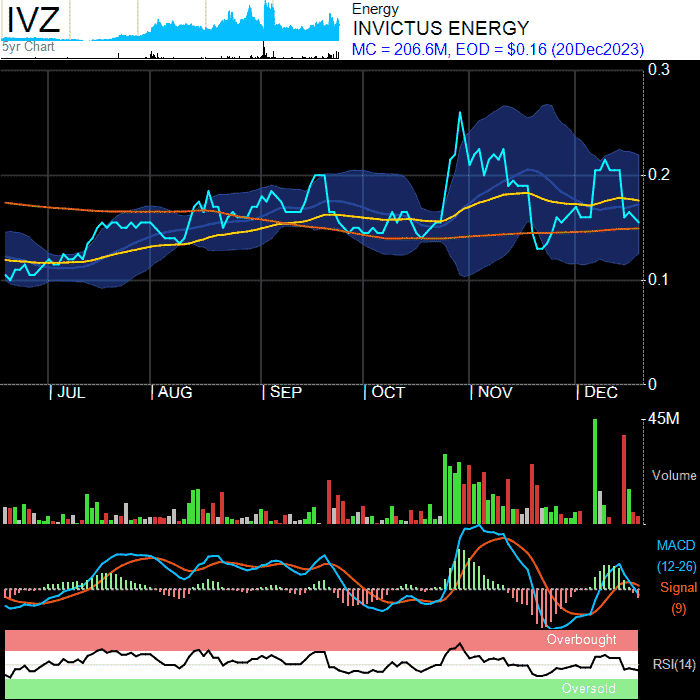 IVZ
5yr Chart
Energy
INVICTUS ENERGY
MC = 206.6M, EOD = $0.16 (20Dec2023)
0.3
0.2
0.1
0
| JUL | AUG | SEP | OCT | NOV | DEC
45M
Volume
MACD
(12-26)
Signal
(9)
Overbought
RSI(14)
Oversold